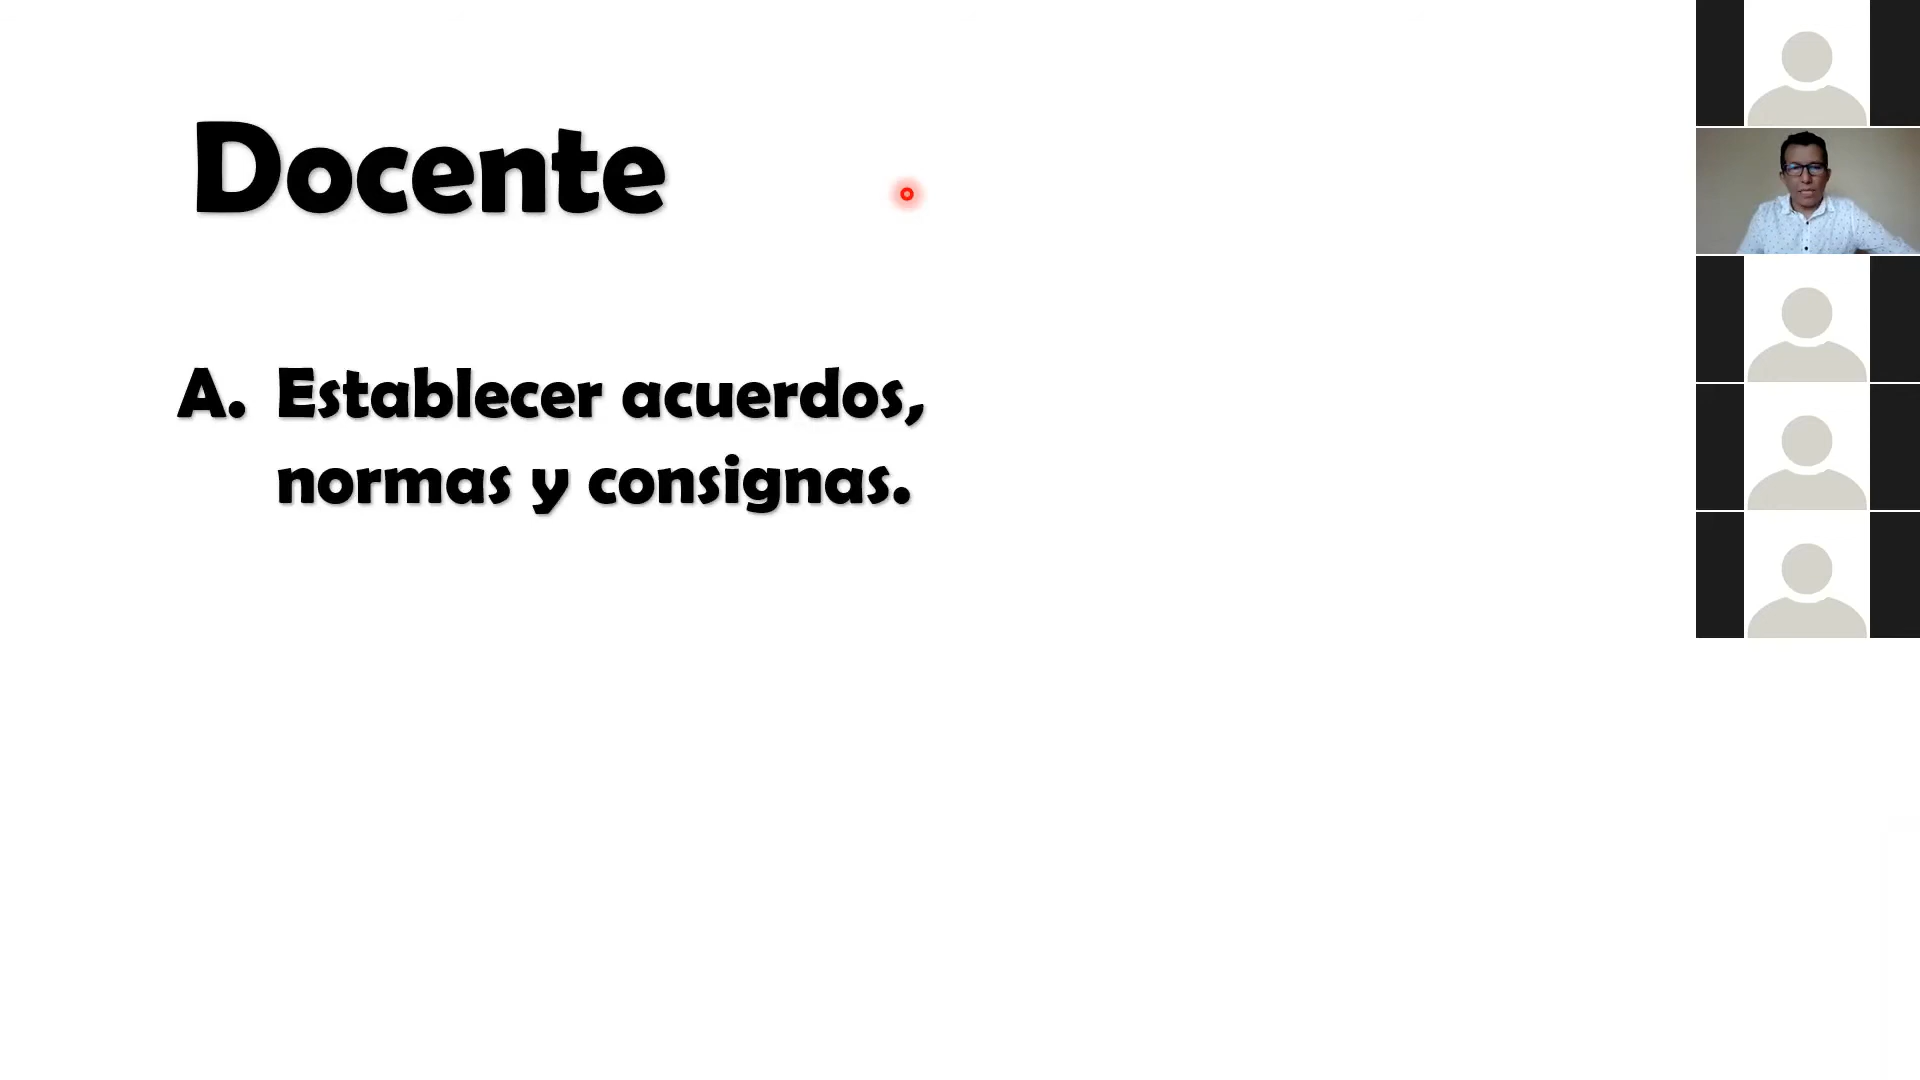 Docente
A. Establecer acuerdos,
normas y consignas.